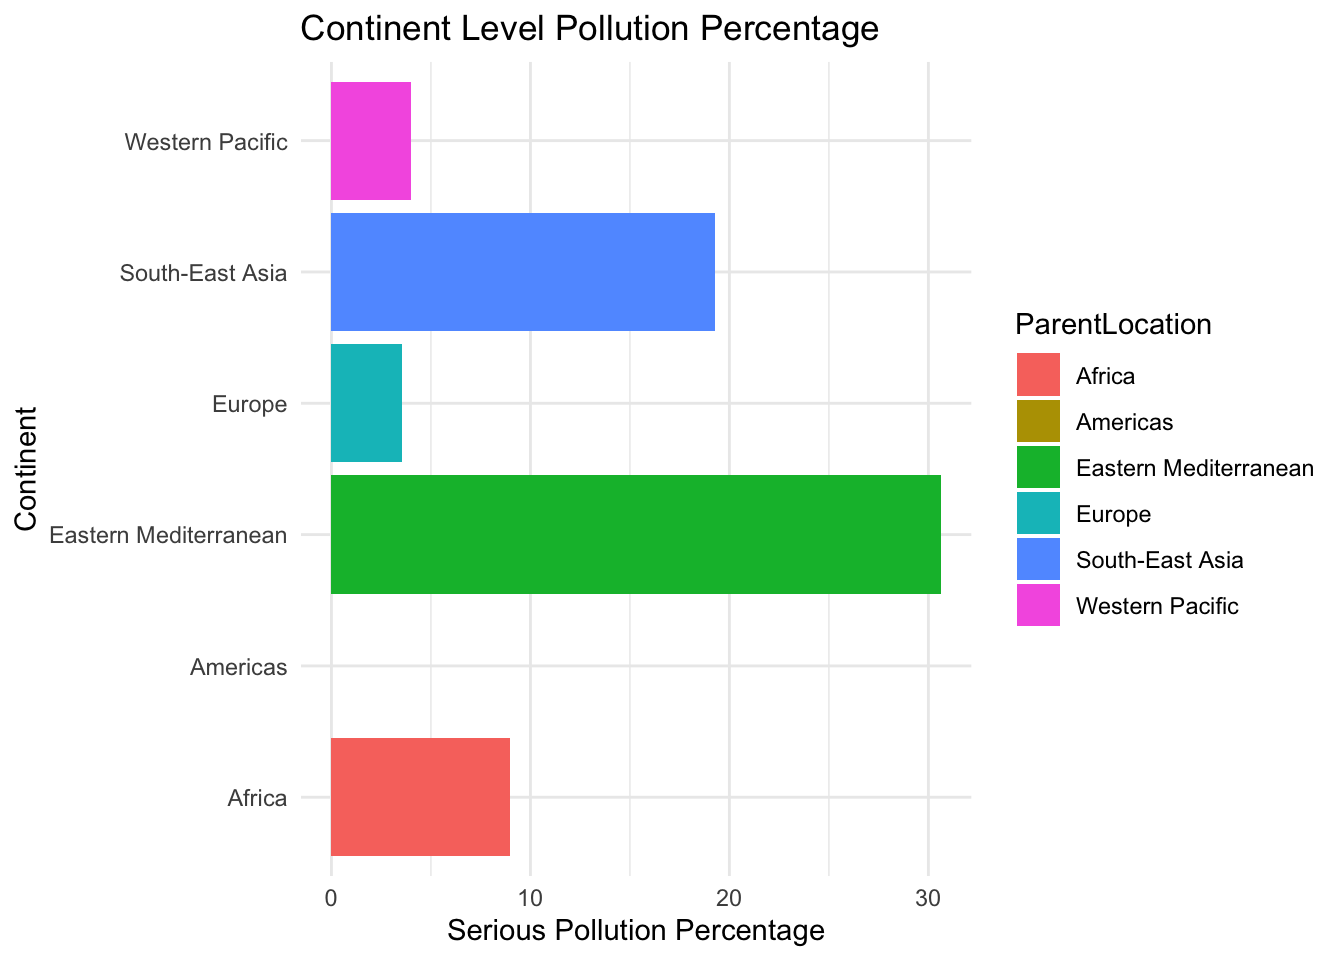 Continent Level Pollution Percentage
Continent
Western Pacific
South-East Asia
Europe
Eastern Mediterranean
Americas
Africa
0 10 20 30
Serious Pollution Percentage
ParentLocation
Africa
Americas
Eastern Mediterranean
Europe
South-East Asia
Western Pacific